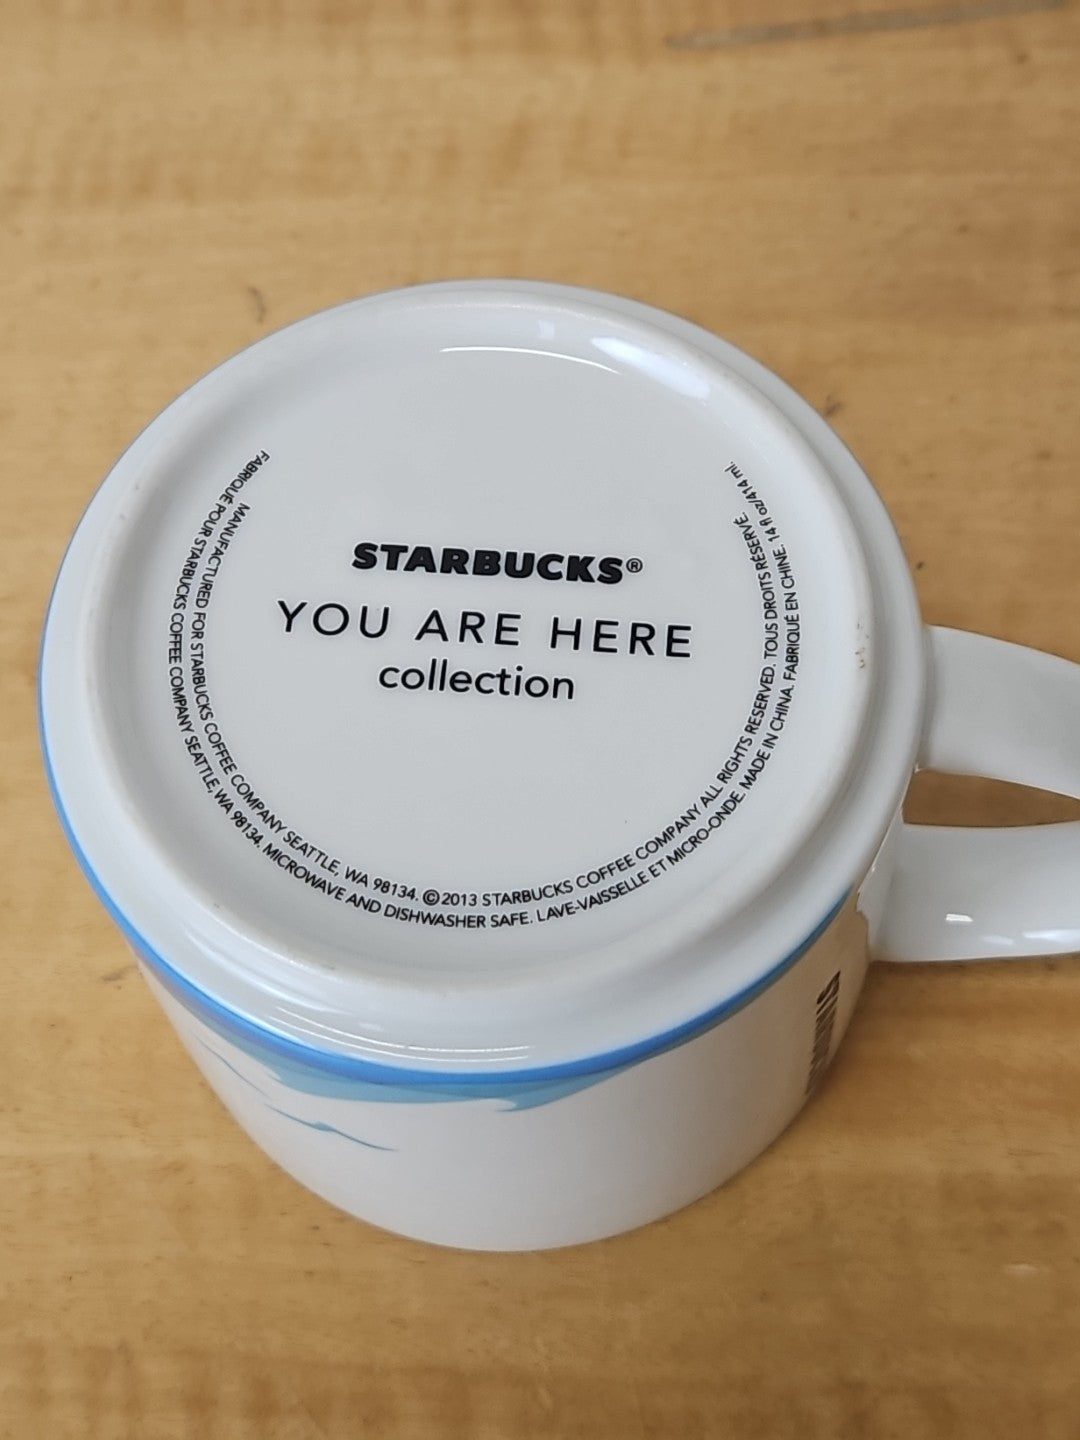 STARBUCKS®
YOU ARE HERE
collection
MANUFACTURED FOR STARBUCKS COFFEE COMPANY SEATTLE, WA 98134. ©2013 STARBUCKS COFFEE COMPANY ALL RIGHTS RESERVED. TOUS DROITS RÉSERVÉ.
FABRIQUÉ POUR STARBUCKS COFFEE COMPANY SEATTLE, WA 98134. MICROWAVE AND DISHWASHER SAFE. LAVE-VAISSELLE ET MICRO-ONDE. MADE IN CHINA. FABRIQUÉ EN CHINE. 14 fl oz/414 ml.